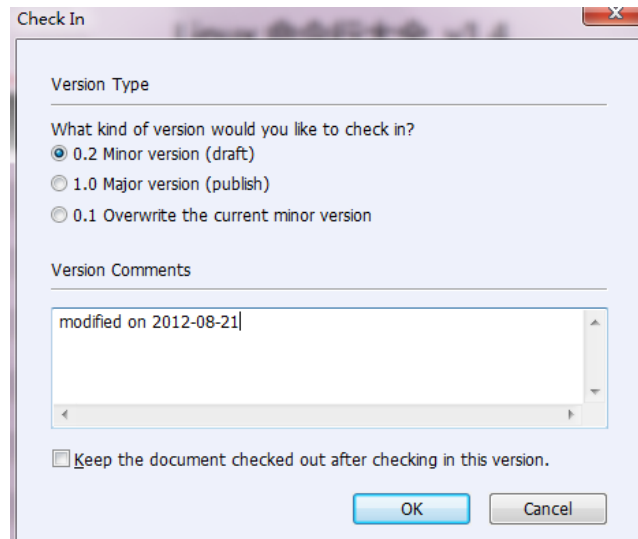 Check In
Version Type
What kind of version would you like to check in?
0.2 Minor version (draft)
1.0 Major version (publish)
0.1 Overwrite the current minor version
Version Comments
modified on 2012-08-21
Keep the document checked out after checking in this version.
OK
Cancel